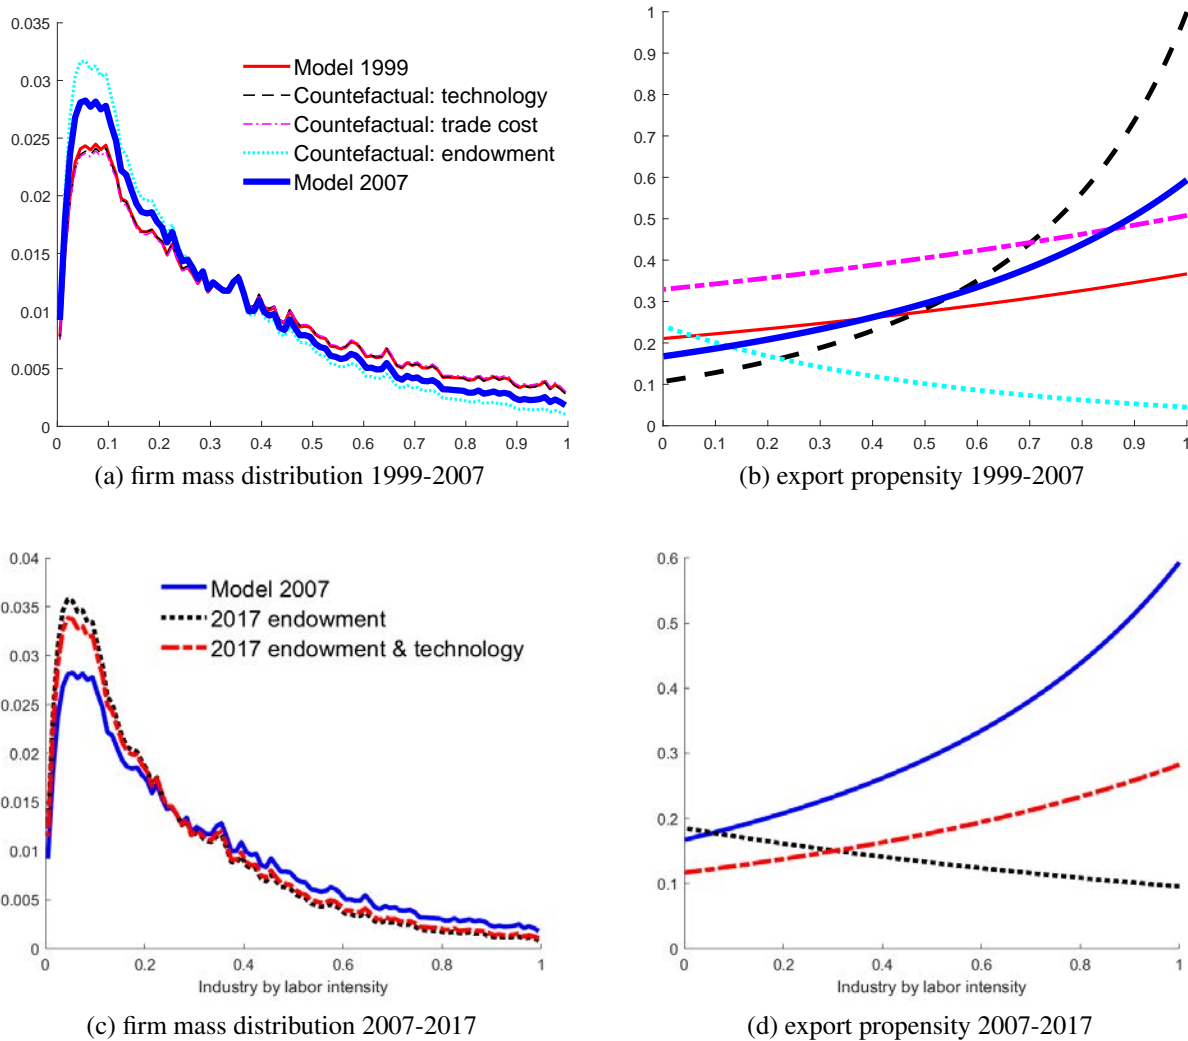 0.035
0.03
0.025
0.02
0.015
0.01
0.005
0
0 0.1 0.2 0.3 0.4 0.5 0.6 0.7 0.8 0.9 1
Model 1999
Countefactual: technology
Countefactual: trade cost
Countefactual: endowment
Model 2007
(a) firm mass distribution 1999-2007
1
0.9
0.8
0.7
0.6
0.5
0.4
0.3
0.2
0.1
0
0 0.1 0.2 0.3 0.4 0.5 0.6 0.7 0.8 0.9 1
(b) export propensity 1999-2007
0.04
0.035
0.03
0.025
0.02
0.015
0.01
0.005
0
0 0.2 0.4 0.6 0.8 1
Model 2007
2017 endowment
2017 endowment & technology
Industry by labor intensity
(c) firm mass distribution 2007-2017
0.6
0.5
0.4
0.3
0.2
0.1
0
0 0.2 0.4 0.6 0.8 1
Industry by labor intensity
(d) export propensity 2007-2017